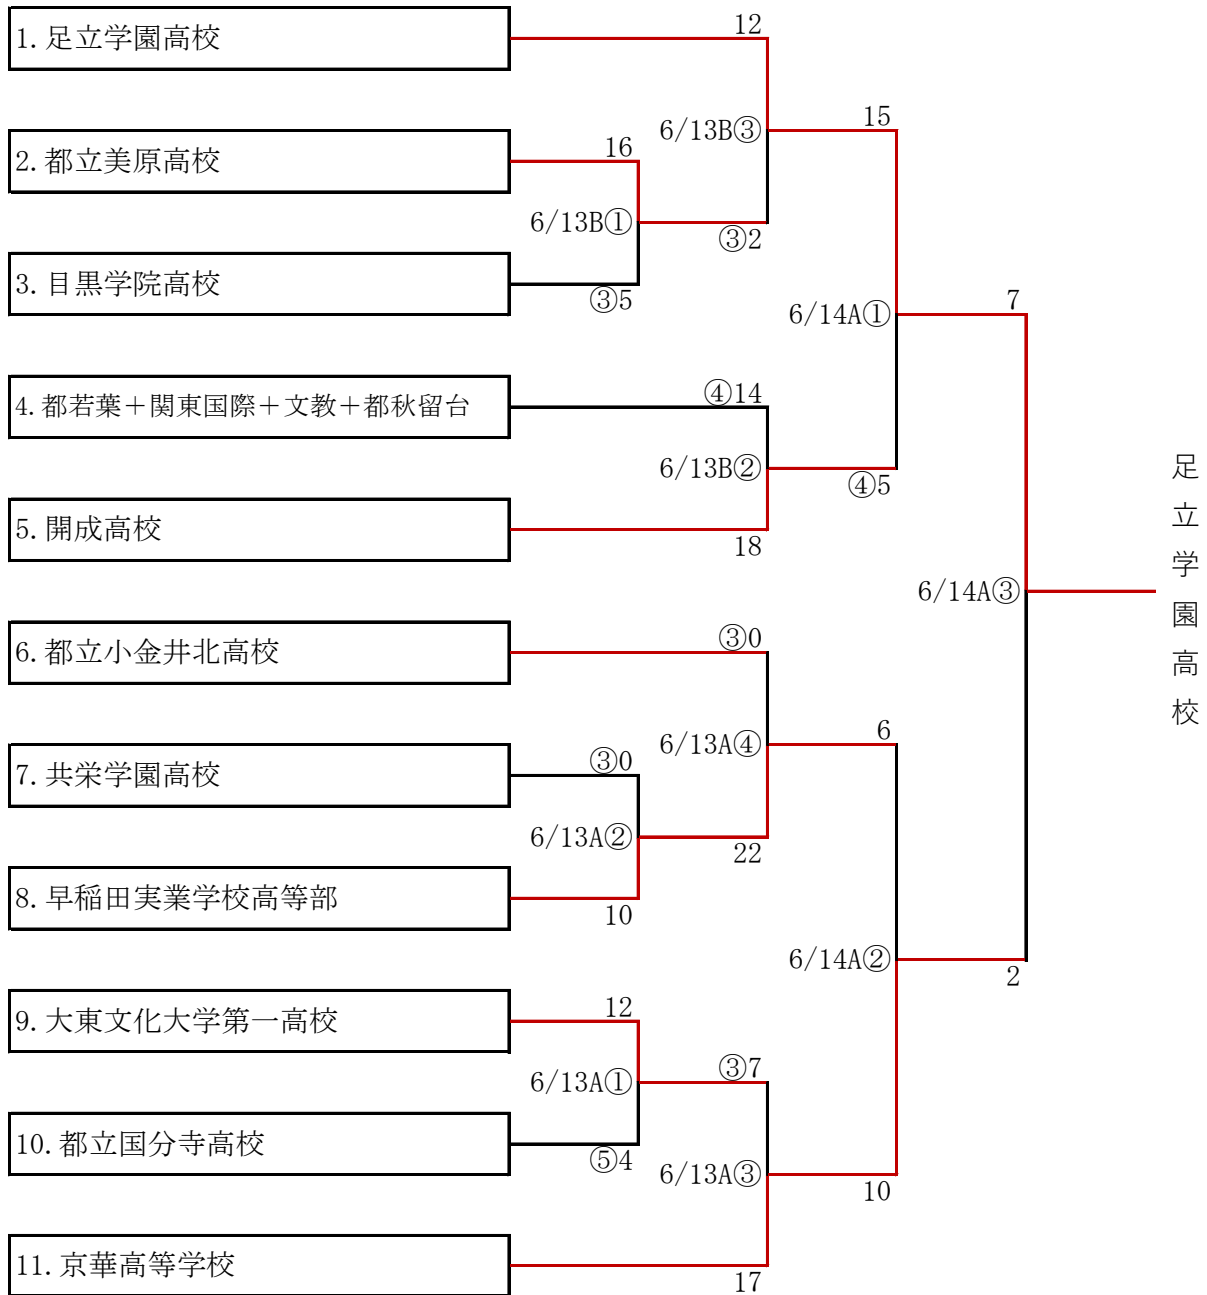 12
1. 足立学園高校
15
6/13B③
16
2. 都立美原高校
6/13B①
③2
3. 目黒学院高校
③5
7
6/14A①
④14
4. 都若葉＋関東国際＋文教＋都秋留台
6/13B②
④5
5. 開成高校
18
足立学園高校
6/14A③
③0
6. 都立小金井北高校
6
6/13A④
③0
7. 共栄学園高校
6/13A②
22
8. 早稲田実業学校高等部
10
6/14A②
2
12
9. 大東文化大学第一高校
③7
6/13A①
10. 都立国分寺高校
⑤4
6/13A③
10
11. 京華高等学校
17